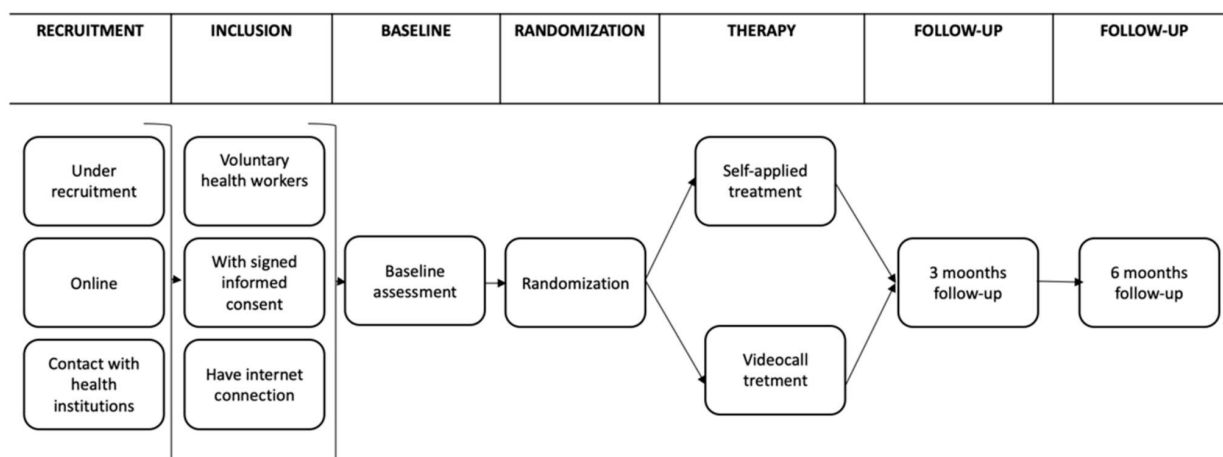 RECRUITMENT
INCLUSION
BASELINE
RANDOMIZATION
THERAPY
FOLLOW-UP
FOLLOW-UP
Under
recruitment
Online
Contact with
health
institutions
Voluntary
health workers
With signed
informed
consent
Have internet
connection
Baseline
assessment
Randomization
Self-applied
treatment
Videocall
tretment
3 moonths
follow-up
6 moonths
follow-up